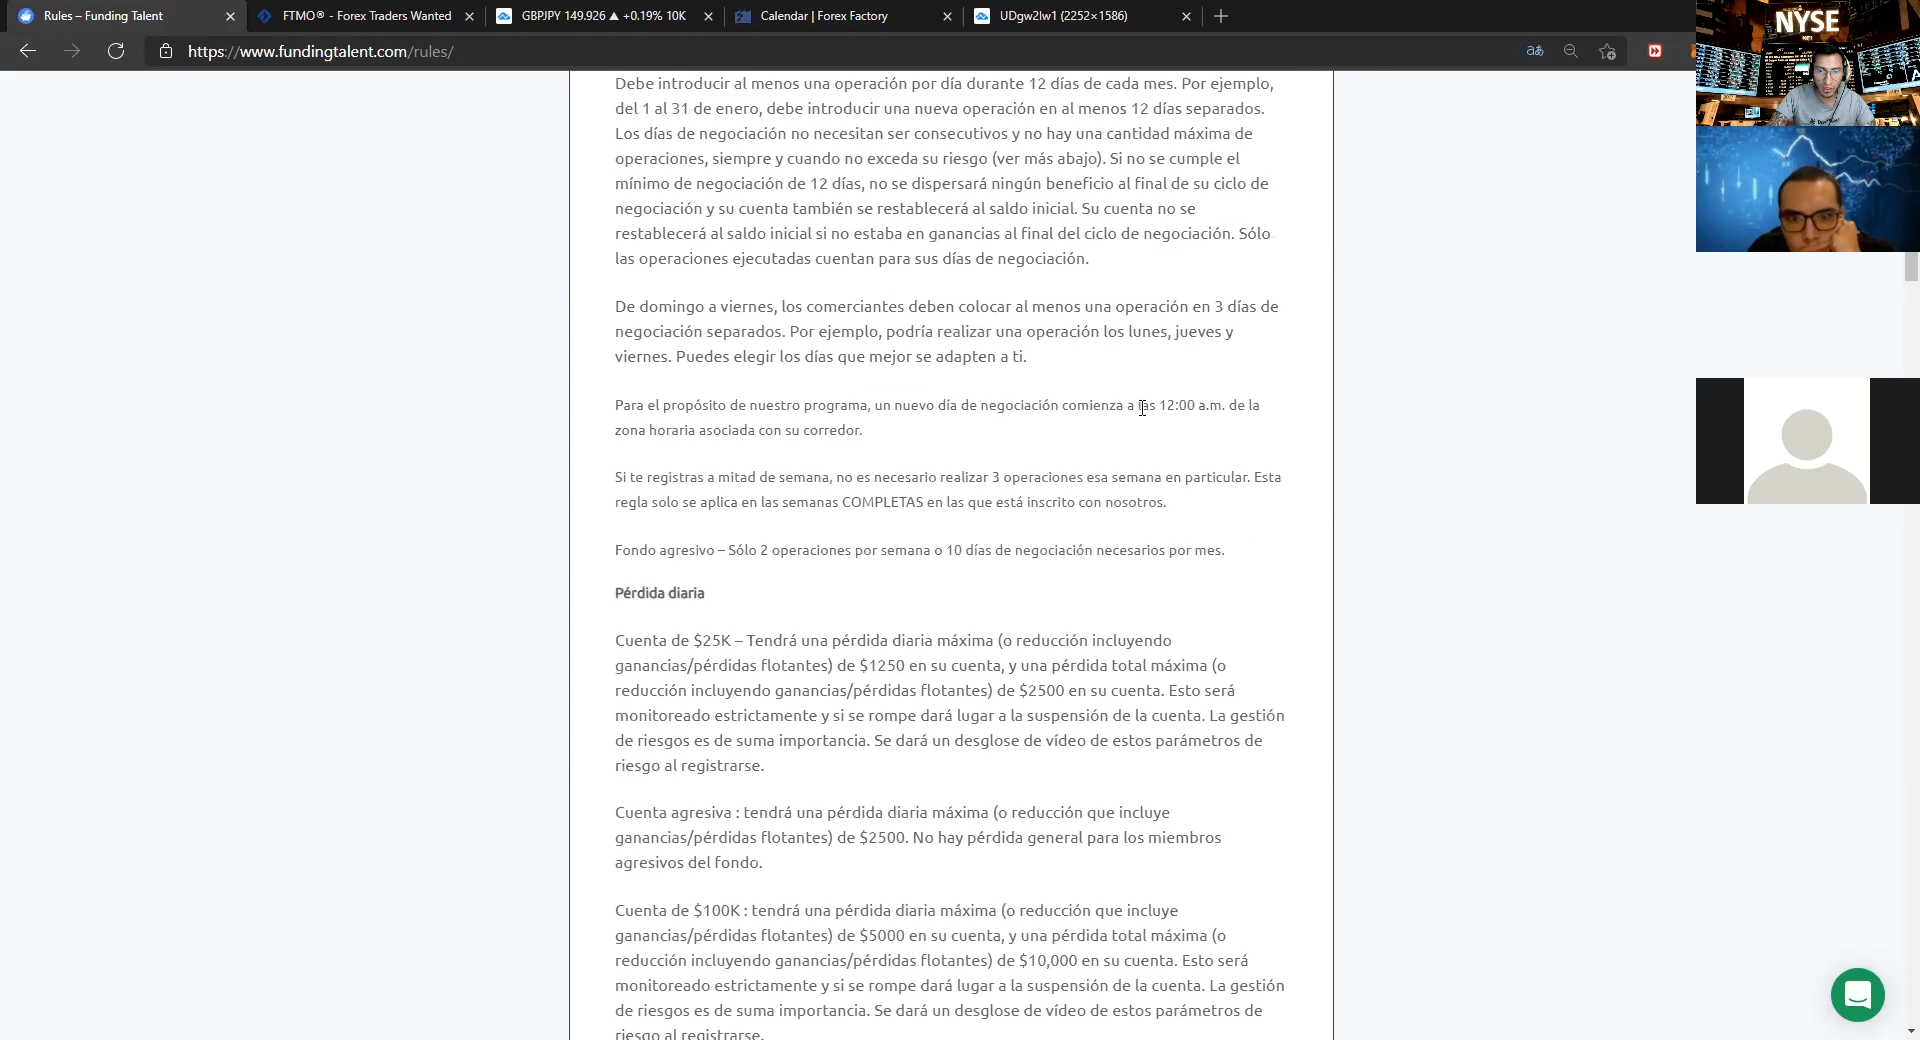 Rules – Funding Talent
FTMO® - Forex Traders Wanted
GBPJPY 149.926 ▲ +0.19% 10K
Calendar | Forex Factory
UDgw2lw1 (2252×1586)
https://www.fundingtalent.com/rules/
aあ
NYSE
Debe introducir al menos una operación por día durante 12 días de cada mes. Por ejemplo,
del 1 al 31 de enero, debe introducir una nueva operación en al menos 12 días separados.
Los días de negociación no necesitan ser consecutivos y no hay una cantidad máxima de
operaciones, siempre y cuando no exceda su riesgo (ver más abajo). Si no se cumple el
mínimo de negociación de 12 días, no se dispersará ningún beneficio al final de su ciclo de
negociación y su cuenta también se restablecerá al saldo inicial. Su cuenta no se
restablecerá al saldo inicial si no estaba en ganancias al final del ciclo de negociación. Sólo
las operaciones ejecutadas cuentan para sus días de negociación.
De domingo a viernes, los comerciantes deben colocar al menos una operación en 3 días de
negociación separados. Por ejemplo, podría realizar una operación los lunes, jueves y
viernes. Puedes elegir los días que mejor se adapten a ti.
Para el propósito de nuestro programa, un nuevo día de negociación comienza a las 12:00 a.m. de la
zona horaria asociada con su corredor.
Si te registras a mitad de semana, no es necesario realizar 3 operaciones esa semana en particular. Esta
regla solo se aplica en las semanas COMPLETAS en las que está inscrito con nosotros.
Fondo agresivo – Sólo 2 operaciones por semana o 10 días de negociación necesarios por mes.
Pérdida diaria
Cuenta de $25K – Tendrá una pérdida diaria máxima (o reducción incluyendo
ganancias/pérdidas flotantes) de $1250 en su cuenta, y una pérdida total máxima (o
reducción incluyendo ganancias/pérdidas flotantes) de $2500 en su cuenta. Esto será
monitoreado estrictamente y si se rompe dará lugar a la suspensión de la cuenta. La gestión
de riesgos es de suma importancia. Se dará un desglose de vídeo de estos parámetros de
riesgo al registrarse.
Cuenta agresiva : tendrá una pérdida diaria máxima (o reducción que incluye
ganancias/pérdidas flotantes) de $2500. No hay pérdida general para los miembros
agresivos del fondo.
Cuenta de $100K : tendrá una pérdida diaria máxima (o reducción que incluye
ganancias/pérdidas flotantes) de $5000 en su cuenta, y una pérdida total máxima (o
reducción incluyendo ganancias/pérdidas flotantes) de $10,000 en su cuenta. Esto será
monitoreado estrictamente y si se rompe dará lugar a la suspensión de la cuenta. La gestión
de riesgos es de suma importancia. Se dará un desglose de vídeo de estos parámetros de
riesgo al registrarse.